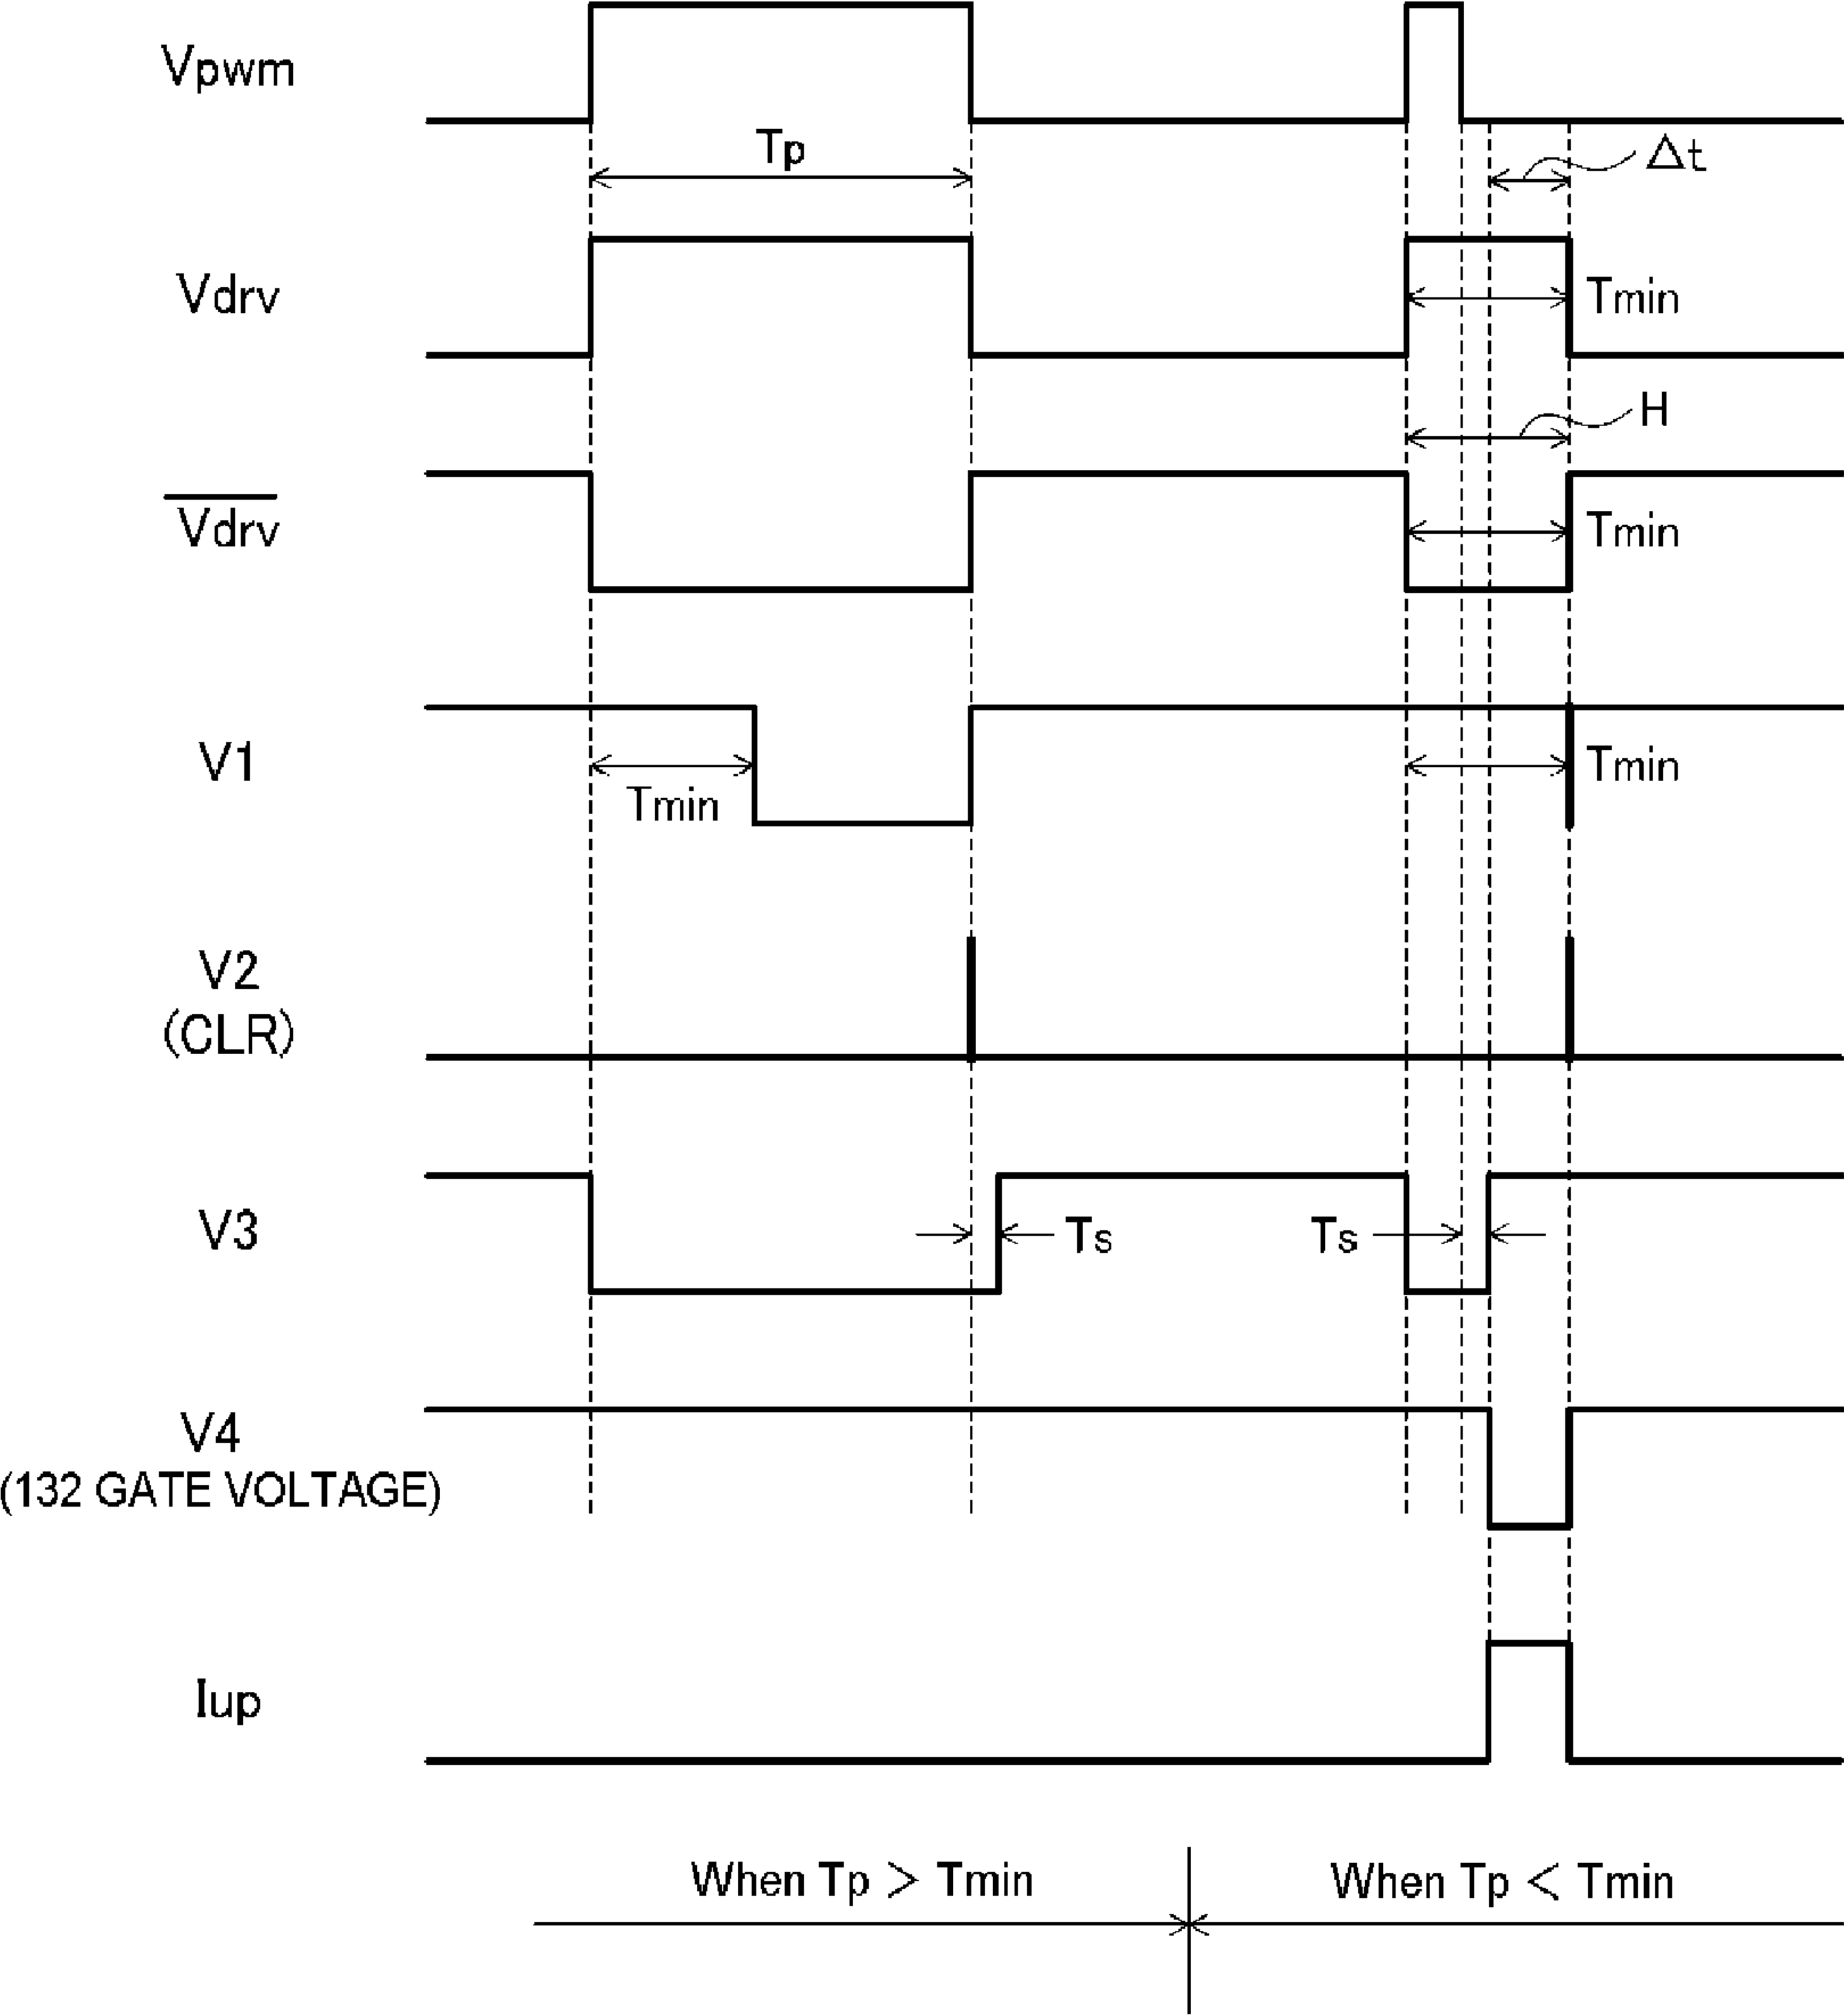 Vpwm
Tp
Δt
Vdrv
Tmin
H
Vdrv
Tmin
V1
Tmin
Tmin
V2
(CLR)
V3
Ts
Ts
V4
(132 GATE VOLTAGE)
Iup
When Tp > Tmin
When Tp < Tmin